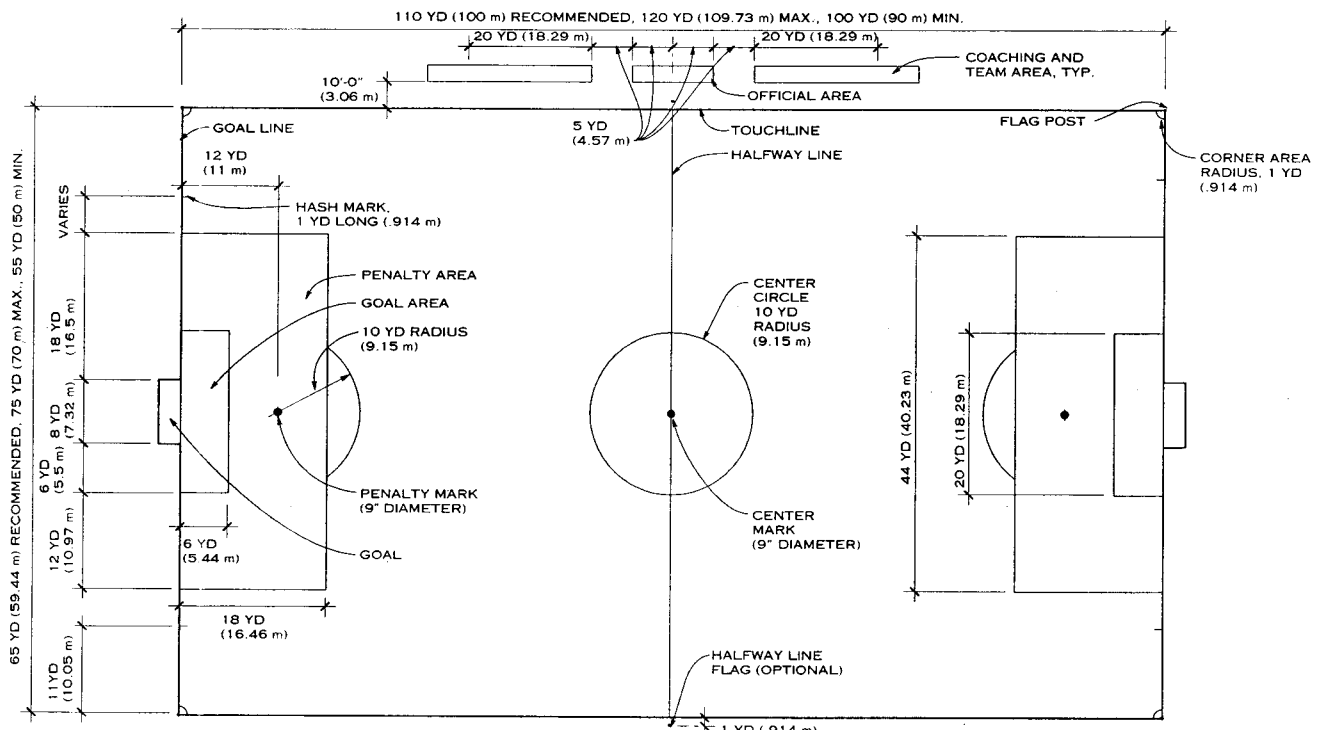 110 YD (100 m) RECOMMENDED, 120 YD (109.73 m) MAX., 100 YD (90 m) MIN.
20 YD (18.29 m)
20 YD (18.29 m)
COACHING AND
TEAM AREA, TYP.
10'-0"
(3.06 m)
OFFICIAL AREA
5 YD
(4.57 m)
TOUCHLINE
FLAG POST
GOAL LINE
HALFWAY LINE
12 YD
(11 m)
CORNER AREA
RADIUS, 1 YD
(.914 m)
HASH MARK,
1 YD LONG (.914 m)
VARIES
65 YD (59.44 m) RECOMMENDED, 75 YD (70 m) MAX., 55 YD (50 m) MIN.
PENALTY AREA
GOAL AREA
10 YD RADIUS
(9.15 m)
CENTER
CIRCLE
10 YD
RADIUS
(9.15 m)
18 YD
(16.5 m)
8 YD
(7.32 m)
6 YD
(5.5 m)
12 YD
(10.97 m)
11YD
(10.05 m)
44 YD (40.23 m)
20 YD (18.29 m)
PENALTY MARK
(9" DIAMETER)
CENTER
MARK
(9" DIAMETER)
6 YD
(5.44 m)
GOAL
18 YD
(16.46 m)
HALFWAY LINE
FLAG (OPTIONAL)
1 YD (.914 m)